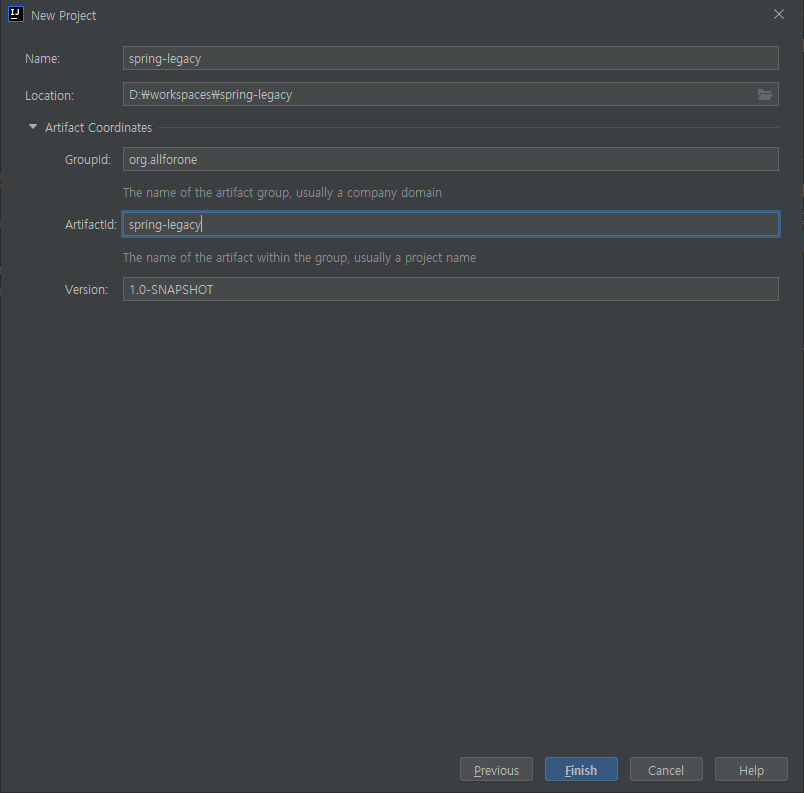 IJ New Project
Name: spring-legacy
Location: D:₩workspaces₩spring-legacy
Artifact Coordinates
GroupId: org.allforone
The name of the artifact group, usually a company domain
ArtifactId: spring-legacy
The name of the artifact within the group, usually a project name
Version: 1.0-SNAPSHOT
Previous Finish Cancel Help